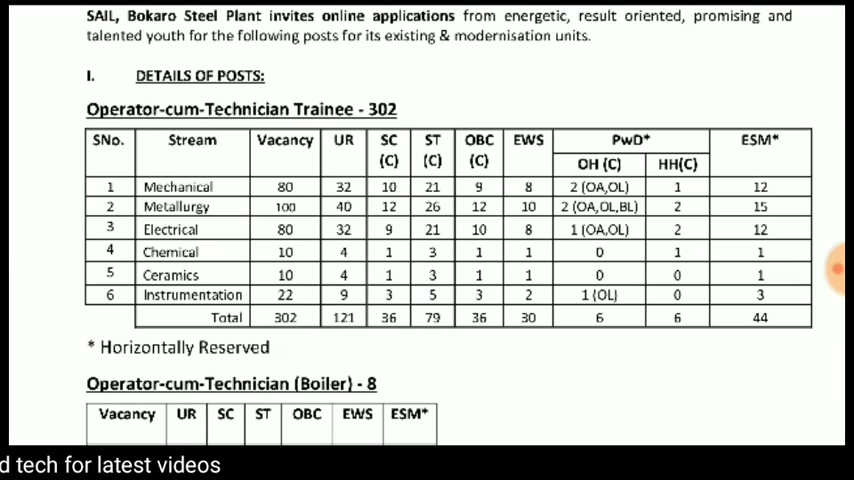 SAIL, Bokaro Steel Plant invites online applications from energetic, result oriented, promising and
talented youth for the following posts for its existing & modernisation units.
I. DETAILS OF POSTS:
Operator-cum-Technician Trainee - 302
SNo. Stream Vacancy UR SC (C) ST (C) OBC (C) EWS PwD* ESM*
OH (C) HH(C)
1 Mechanical 80 32 10 21 9 8 2 (OA,OL) 1 12
2 Metallurgy 100 40 12 26 12 10 2 (OA,OL,BL) 2 15
3 Electrical 80 32 9 21 10 8 1 (OA,OL) 2 12
4 Chemical 10 4 1 3 1 1 0 1 1
5 Ceramics 10 4 1 3 1 1 0 0 1
6 Instrumentation 22 9 3 5 3 2 1 (OL) 0 3
Total 302 121 36 79 36 30 6 6 44
* Horizontally Reserved
Operator-cum-Technician (Boiler) - 8
Vacancy UR SC ST OBC EWS ESM*
d tech for latest videos